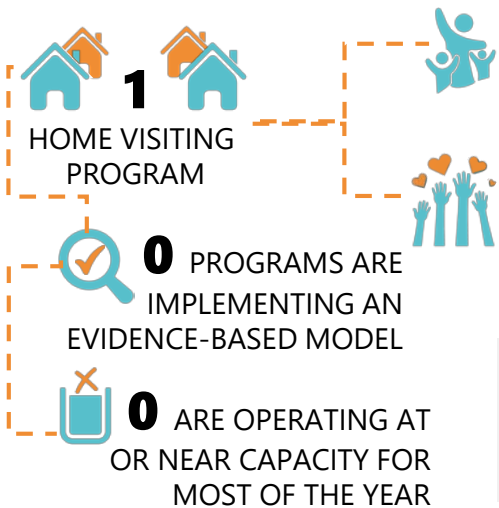 1
HOME VISITING
PROGRAM
0 PROGRAMS ARE
IMPLEMENTING AN
EVIDENCE-BASED MODEL
0 ARE OPERATING AT
OR NEAR CAPACITY FOR
MOST OF THE YEAR